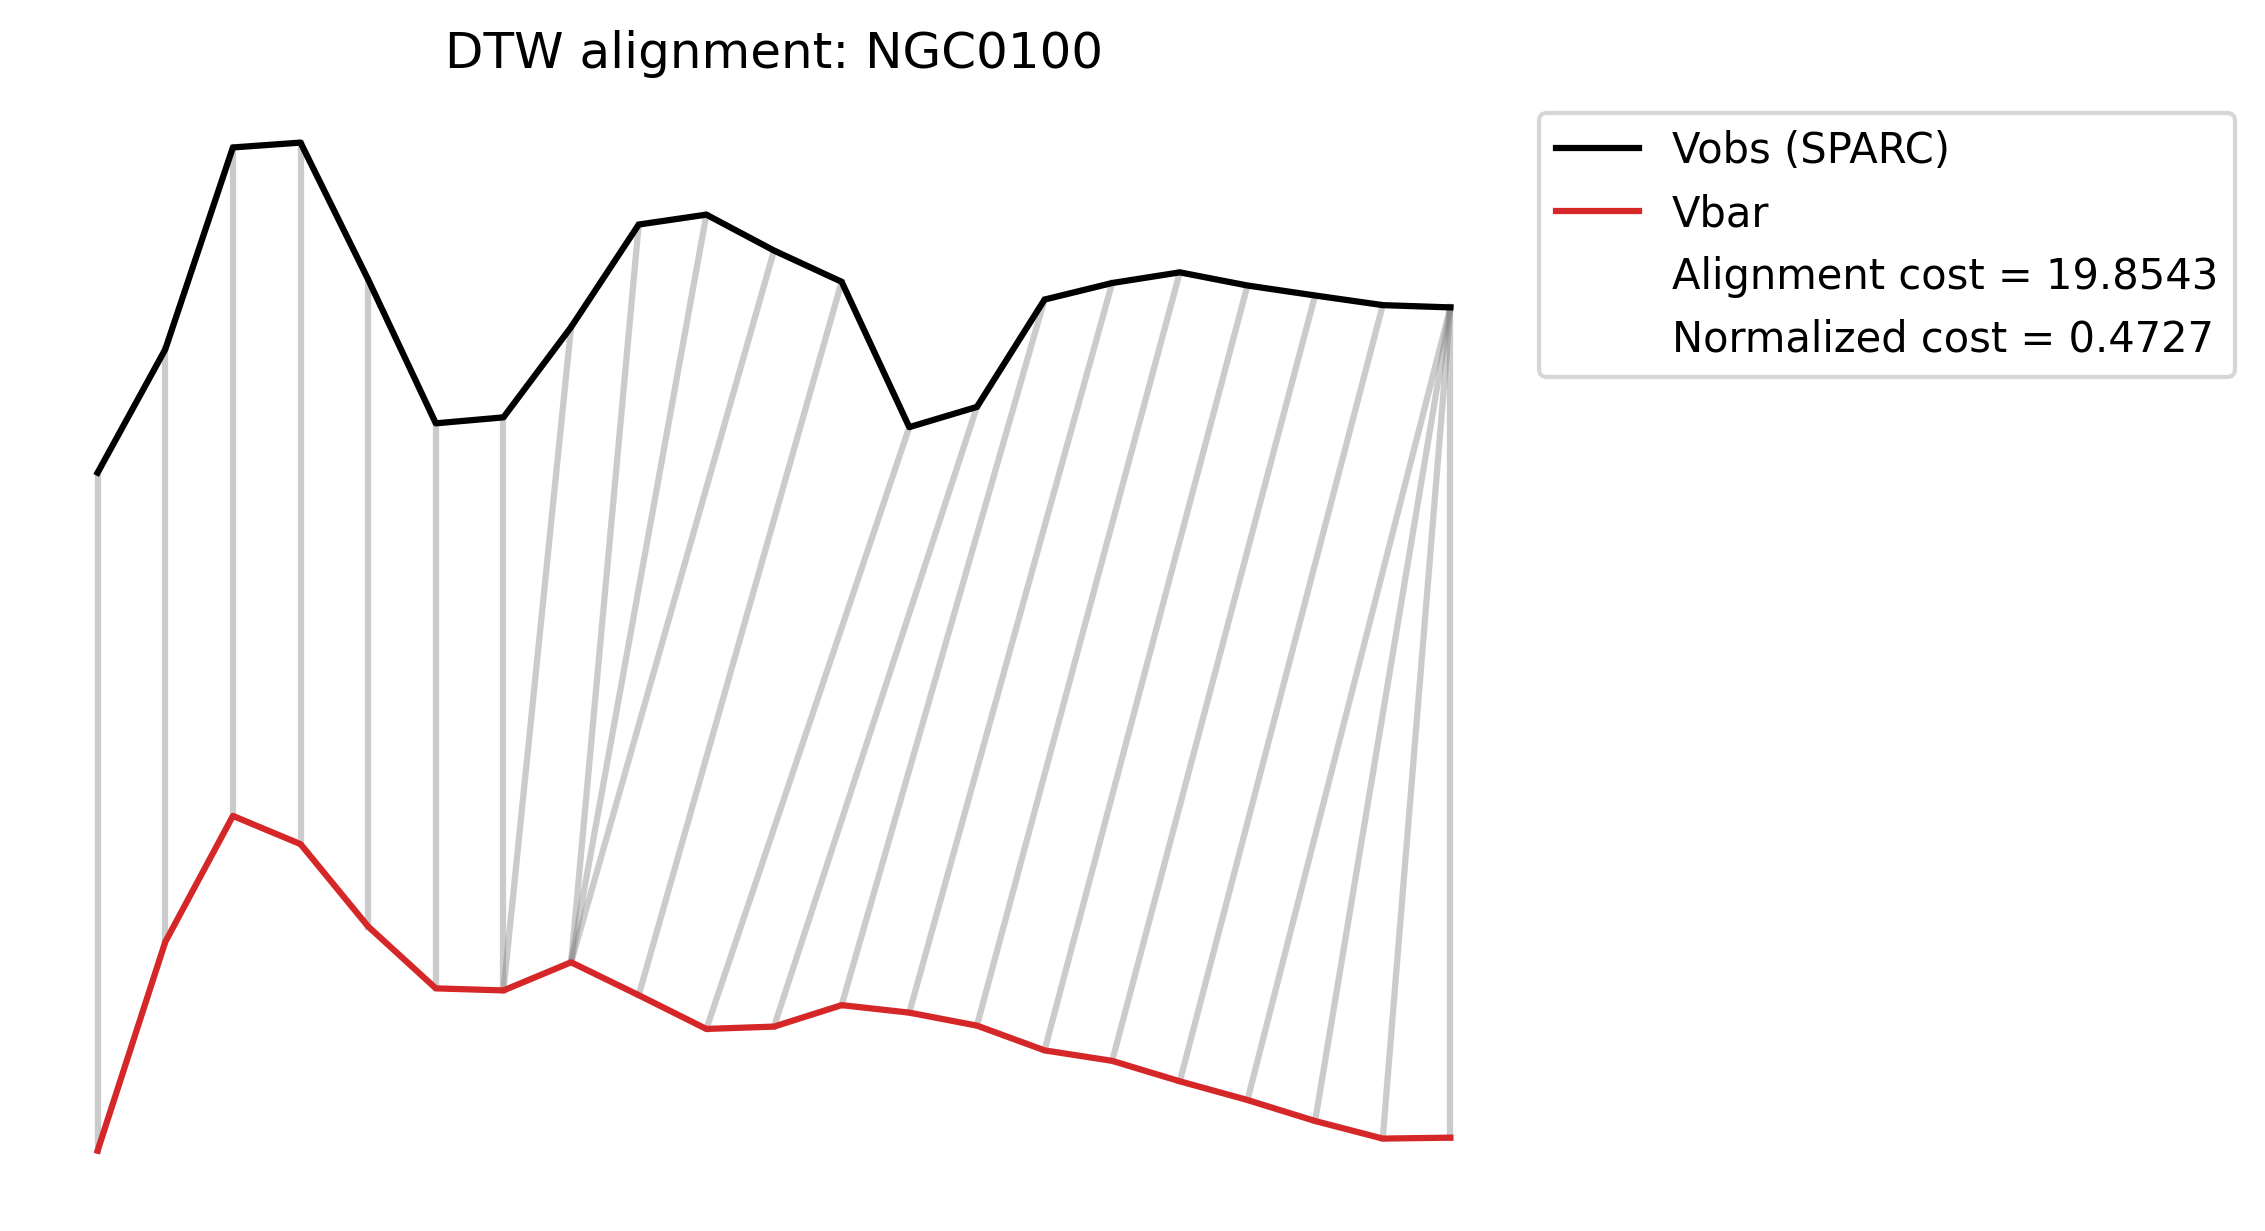 DTW alignment: NGC0100
Vobs (SPARC)
Vbar
Alignment cost = 19.8543
Normalized cost = 0.4727